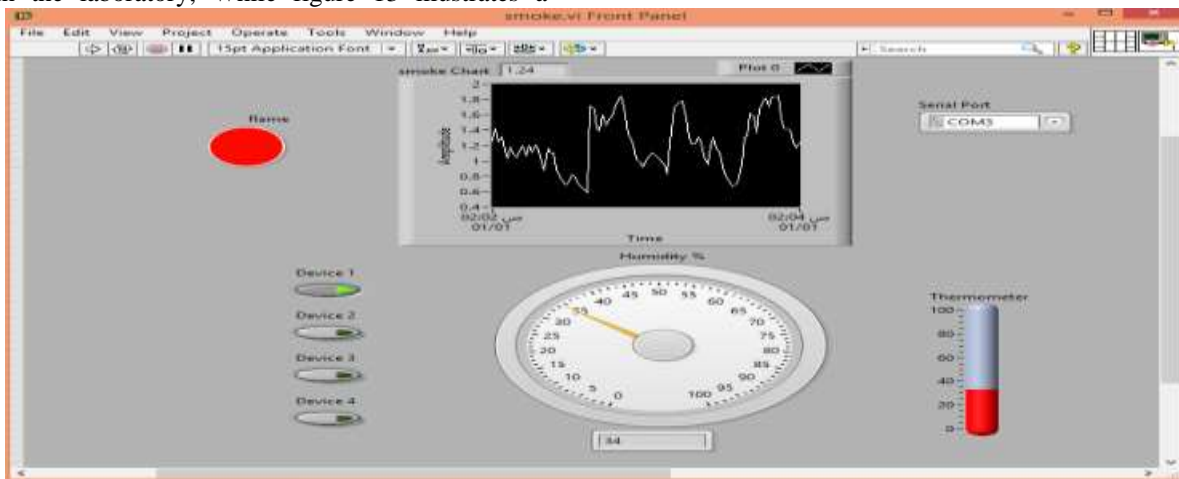 in the laboratory, while figure 15 illustrates a
smoke.vi Front Panel
File Edit View Project Operate Tools Window Help
15pt Application Font
Search
smoke Chart 1.24
Plot 0
Serial Port
COM3
flame
Amplitude
2
1.8
1.6
1.4
1.2
1
0.8
0.6
0.4
02:02 ص
01/01
02:04 ص
01/01
Time
Humidity %
Device 1
Device 2
Device 3
Device 4
0 5 10 15 20 25 30 35 40 45 50 55 60 65 70 75 80 85 90 95 100
34
Thermometer
100
80
60
40
20
0